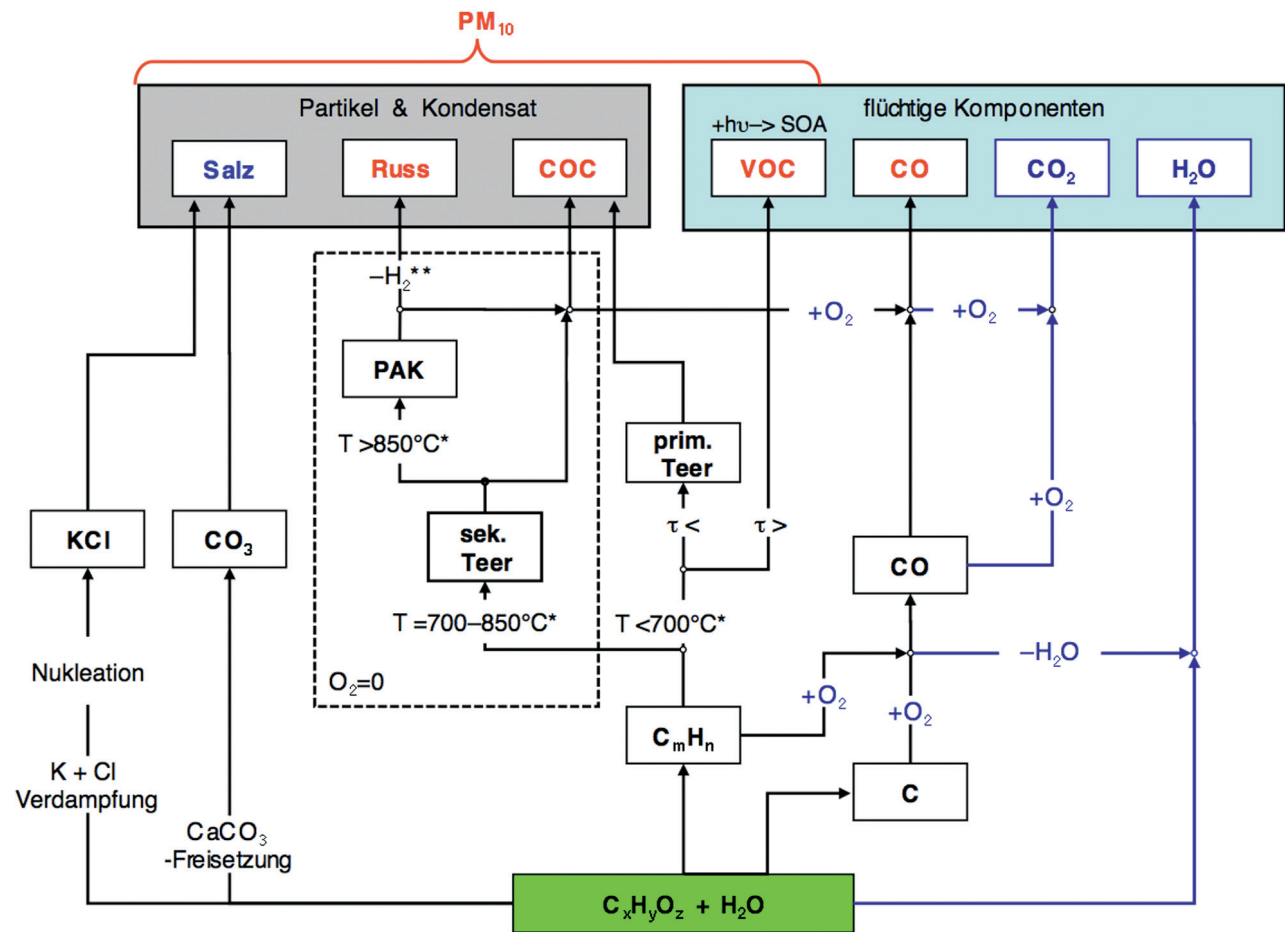 PM₁₀
Partikel & Kondensat
flüchtige Komponenten
+hυ–> SOA
Salz
Russ
COC
VOC
CO
CO₂
H₂O
–H₂**
+O₂
+O₂
PAK
T >850°C*
prim.
Teer
+O₂
KCl
CO₃
sek.
Teer
τ <
τ >
CO
T =700–850°C*
T <700°C*
–H₂O
Nukleation
O₂=0
+O₂
+O₂
CₘHₙ
K + Cl
Verdampfung
C
CaCO₃
-Freisetzung
CₓHᵧO𝓏 + H₂O